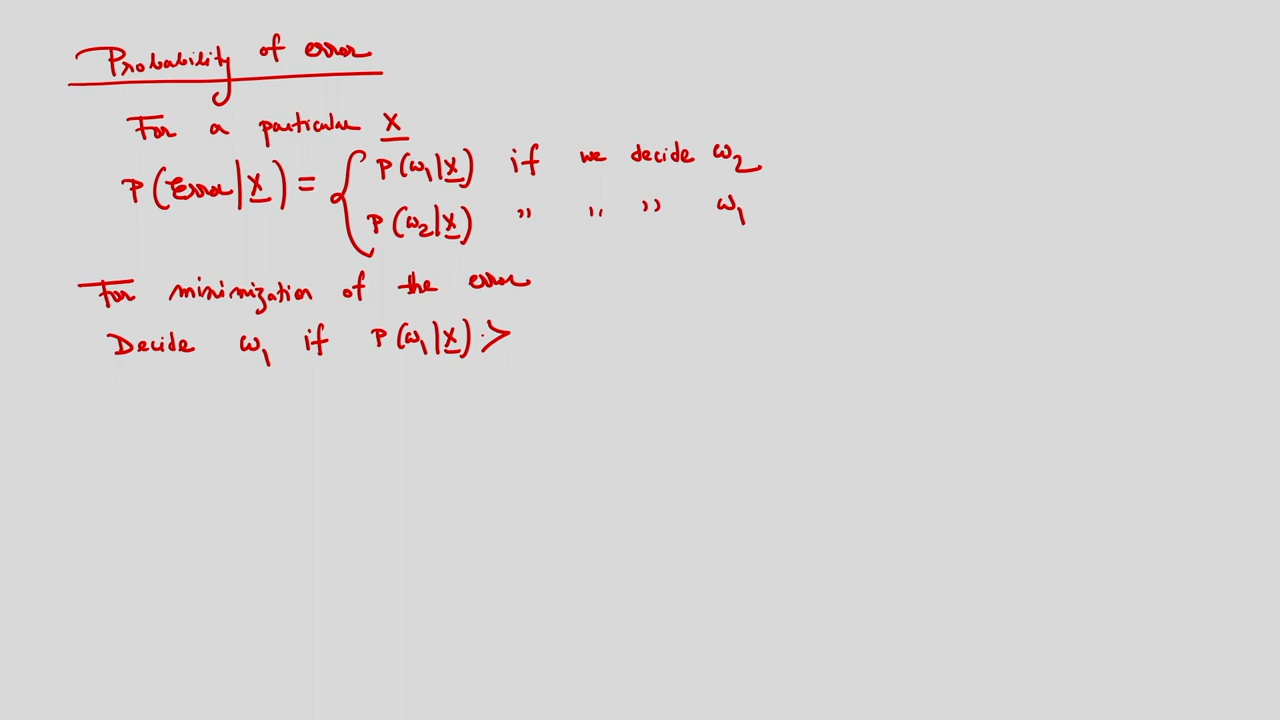 Probability of error
For a particular X
P(Error|X) = { P(ω1|X) if we decide ω2
P(ω2|X) " " " ω1
For minimization of the error
Decide ω1 if P(ω1|X) >